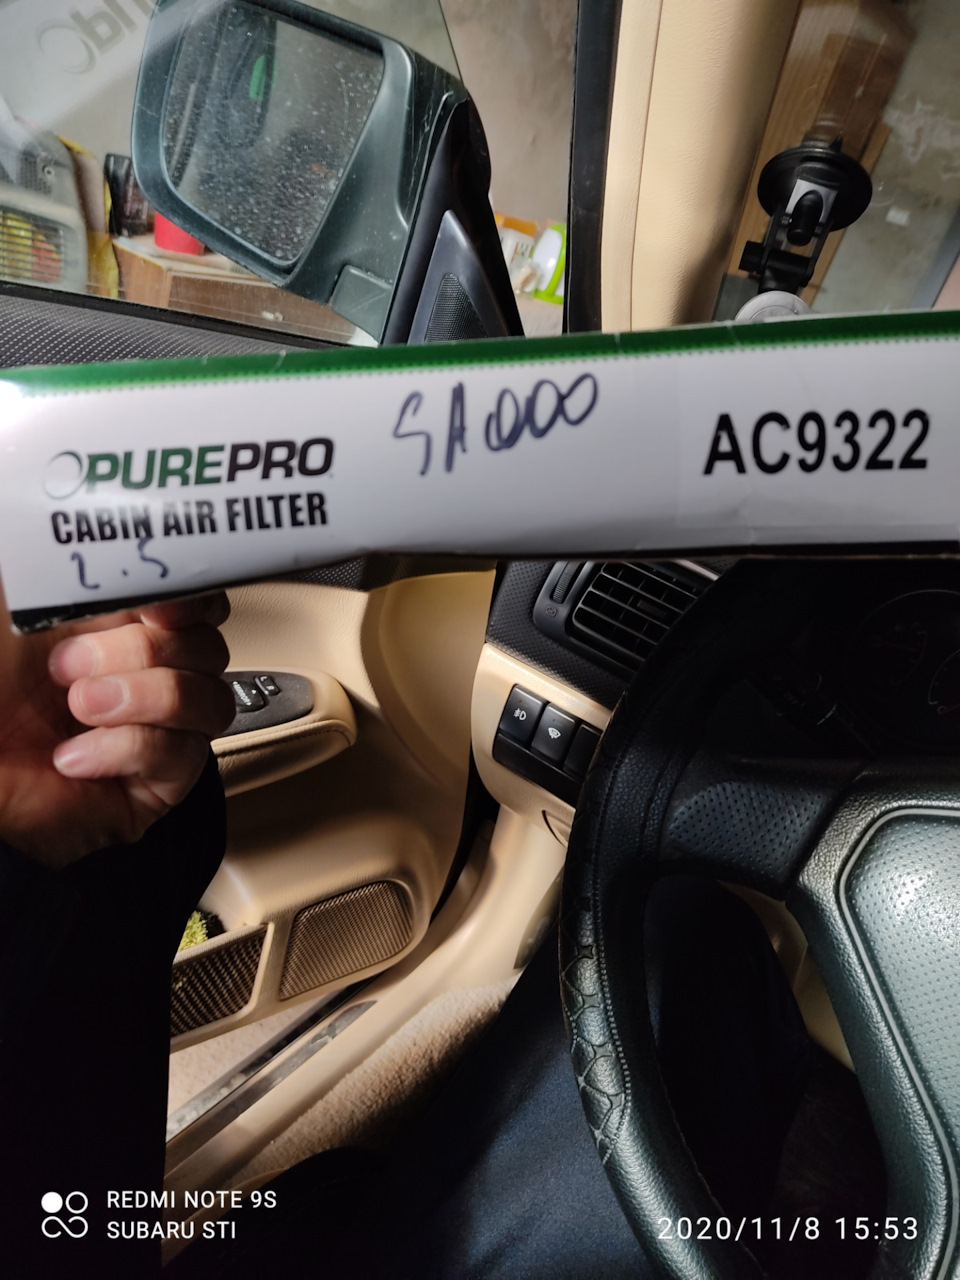 PUREPRO
CABIN AIR FILTER
2.5
SA000
AC9322
REDMI NOTE 9S
SUBARU STI
2020/11/8 15:53